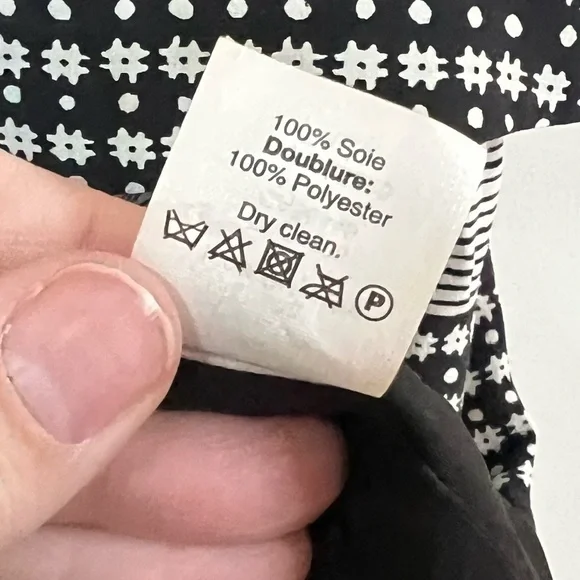 100% Soie
Doublure:
100% Polyester
Dry clean.
P